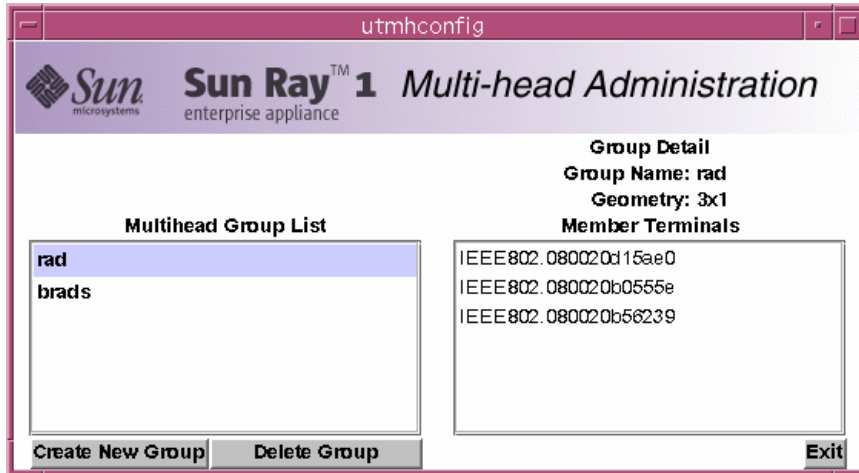 utmhconfig
Sun microsystems
Sun Ray™ 1 Multi-head Administration
enterprise appliance
Group Detail
Group Name: rad
Geometry: 3x1
Multihead Group List
Member Terminals
rad
brads
IEEE802.080020d15ae0
IEEE802.080020b0555e
IEEE802.080020b56239
Create New Group
Delete Group
Exit